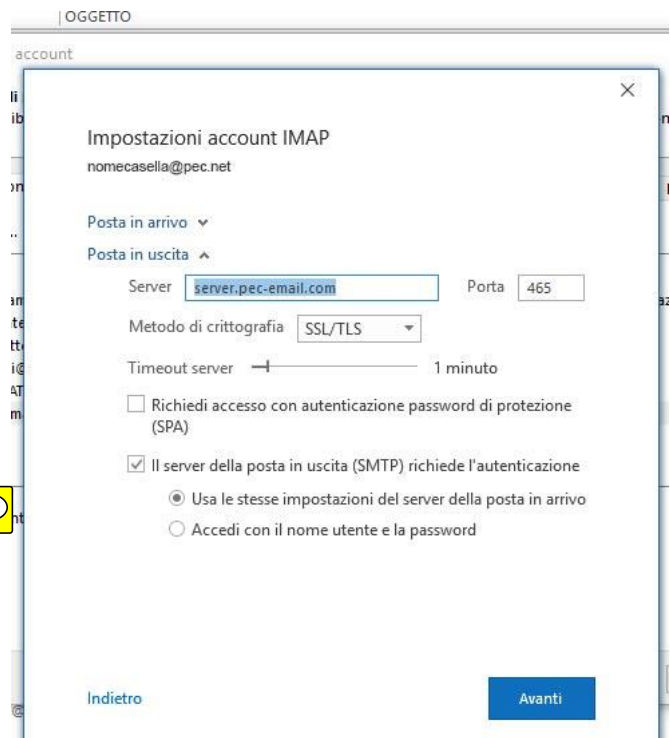 | OGGETTO
account
Impostazioni account IMAP
nomecasella@pec.net
Posta in arrivo
Posta in uscita
Server server.pec-email.com Porta 465
Metodo di crittografia SSL/TLS
Timeout server 1 minuto
Richiedi accesso con autenticazione password di protezione
(SPA)
Il server della posta in uscita (SMTP) richiede l'autenticazione
Usa le stesse impostazioni del server della posta in arrivo
Accedi con il nome utente e la password
Indietro Avanti